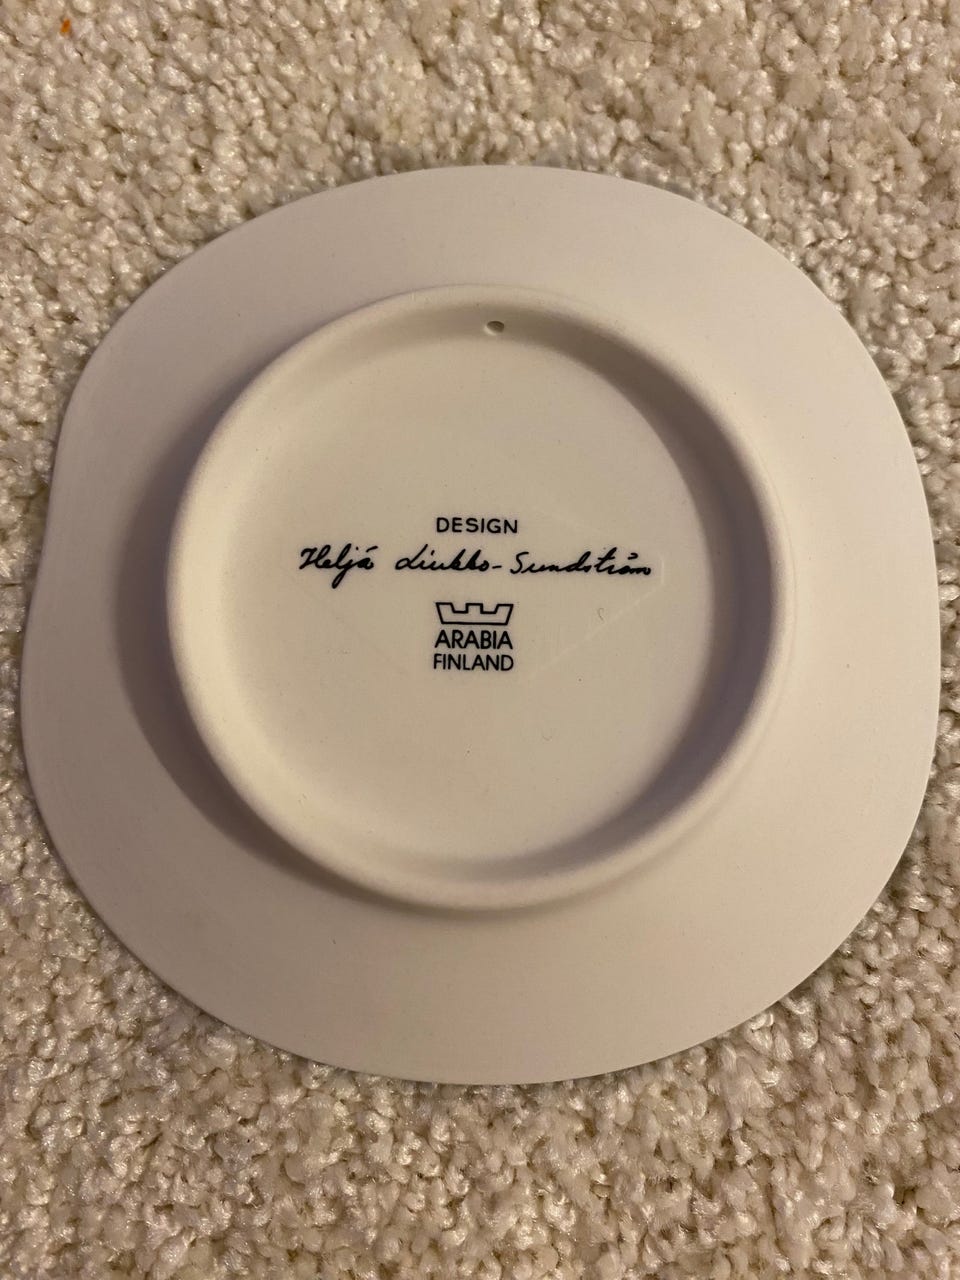 DESIGN
Heljä Liukko-Sundström
ARABIA
FINLAND